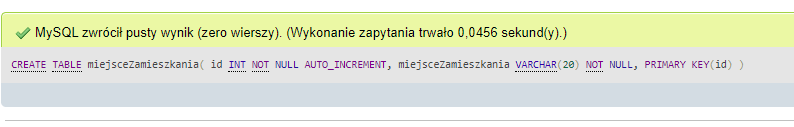 MySQL zwrócił pusty wynik (zero wierszy). (Wykonanie zapytania trwało 0,0456 sekund(y).)
CREATE TABLE miejsceZamieszkania( id INT NOT NULL AUTO_INCREMENT, miejsceZamieszkania VARCHAR(20) NOT NULL, PRIMARY KEY(id) )